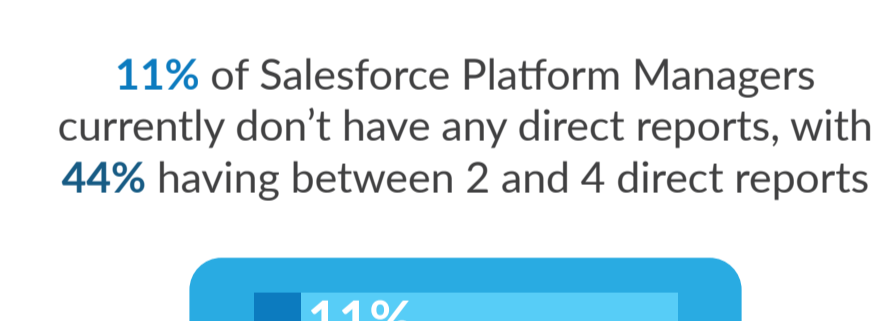 11% of Salesforce Platform Managers
currently don’t have any direct reports, with
44% having between 2 and 4 direct reports
11%